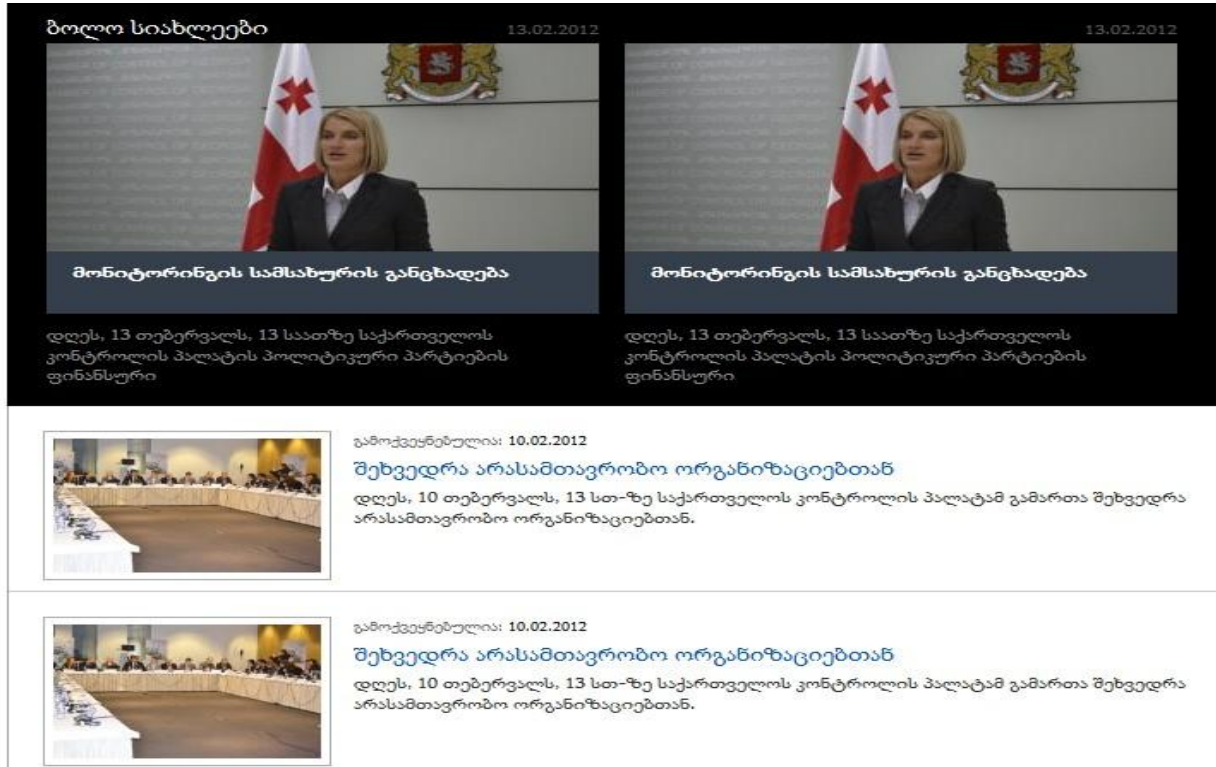 ბოლო სიახლეები
13.02.2012
მონიტორინგის სამსახურის განცხადება
დღეს, 13 თებერვალს, 13 საათზე საქართველოს
კონტროლის პალატის პოლიტიკური პარტიების
ფინანსური
13.02.2012
მონიტორინგის სამსახურის განცხადება
დღეს, 13 თებერვალს, 13 საათზე საქართველოს
კონტროლის პალატის პოლიტიკური პარტიების
ფინანსური
გამოქვეყნებულია: 10.02.2012
შეხვედრა არასამთავრობო ორგანიზაციებთან
დღეს, 10 თებერვალს, 13 სთ-ზე საქართველოს კონტროლის პალატამ გამართა შეხვედრა
არასამთავრობო ორგანიზაციებთან.
გამოქვეყნებულია: 10.02.2012
შეხვედრა არასამთავრობო ორგანიზაციებთან
დღეს, 10 თებერვალს, 13 სთ-ზე საქართველოს კონტროლის პალატამ გამართა შეხვედრა
არასამთავრობო ორგანიზაციებთან.